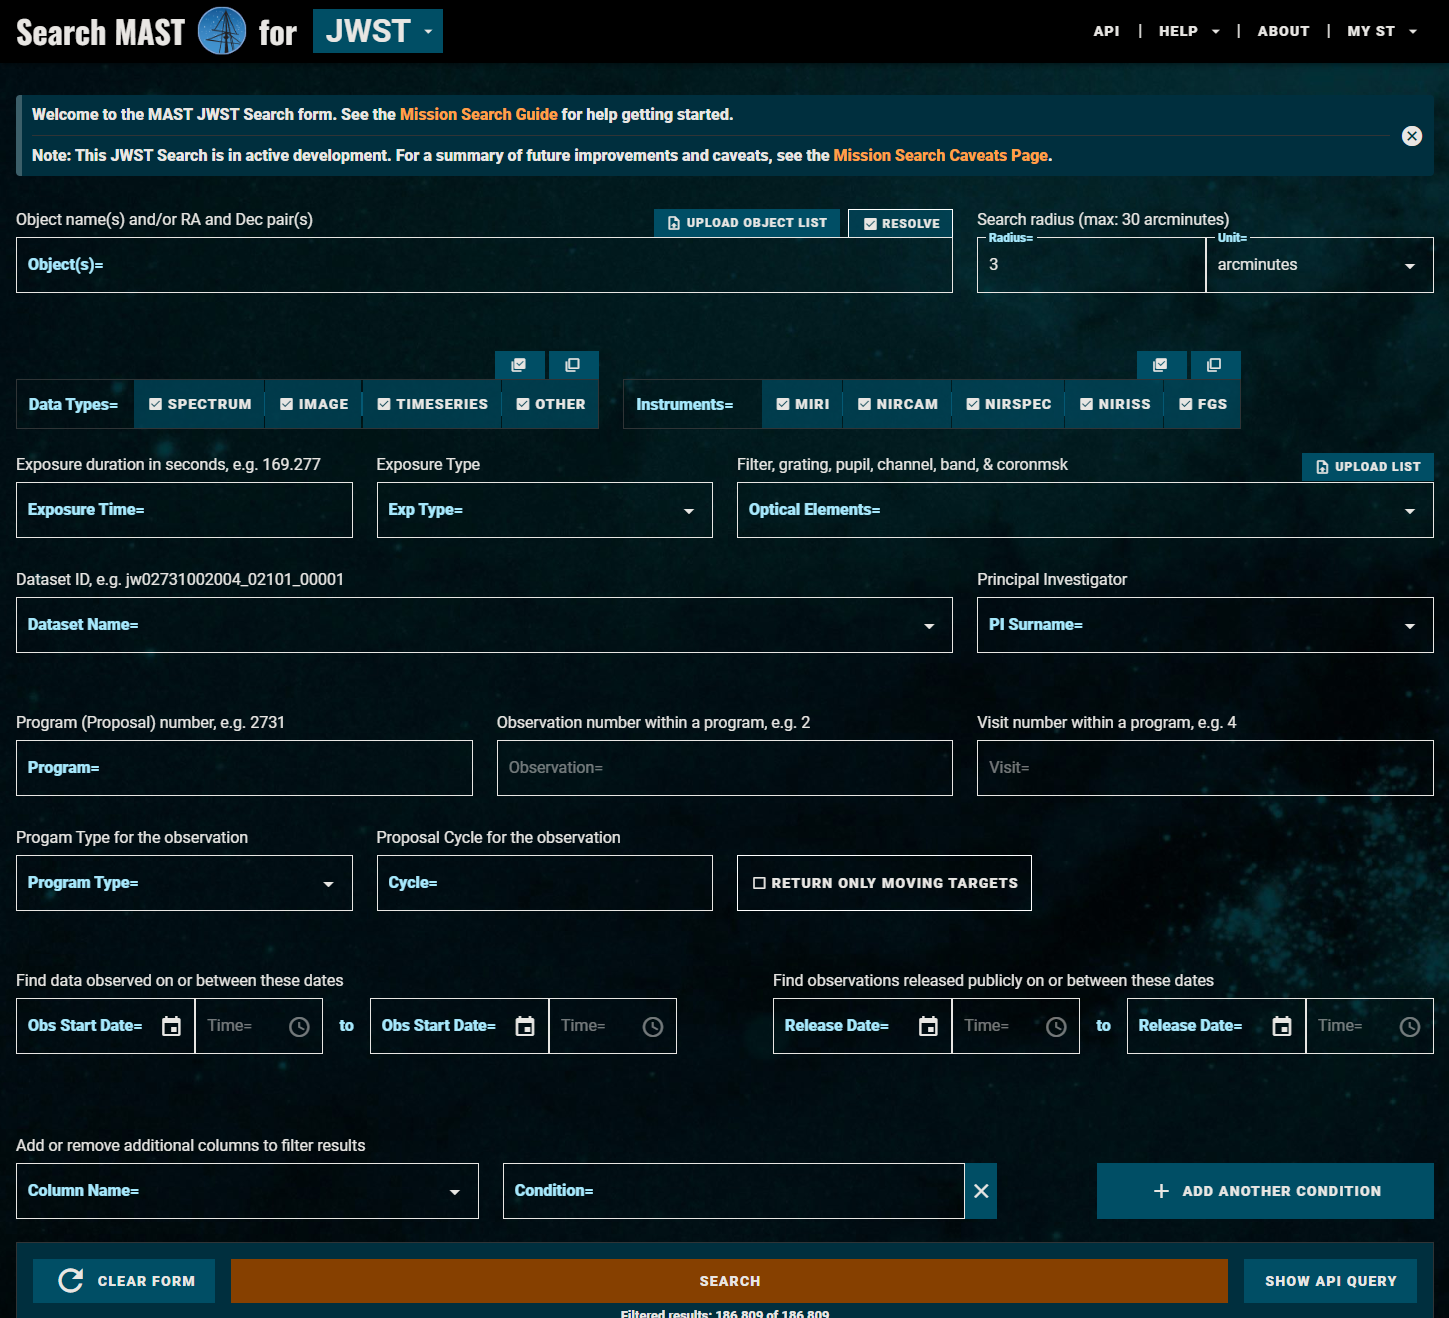 Search MAST for JWST
API | HELP | ABOUT | MY ST
Welcome to the MAST JWST Search form. See the Mission Search Guide for help getting started.
Note: This JWST Search is in active development. For a summary of future improvements and caveats, see the Mission Search Caveats Page.
Object name(s) and/or RA and Dec pair(s)
UPLOAD OBJECT LIST
RESOLVE
Object(s)=
Search radius (max: 30 arcminutes)
Radius=
3
Unit=
arcminutes
Data Types=
SPECTRUM
IMAGE
TIMESERIES
OTHER
Instruments=
MIRI
NIRCAM
NIRSPEC
NIRISS
FGS
Exposure duration in seconds, e.g. 169.277
Exposure Time=
Exposure Type
Exp Type=
Filter, grating, pupil, channel, band, & coronmsk
UPLOAD LIST
Optical Elements=
Dataset ID, e.g. jw02731002004_02101_00001
Dataset Name=
Principal Investigator
PI Surname=
Program (Proposal) number, e.g. 2731
Program=
Observation number within a program, e.g. 2
Observation=
Visit number within a program, e.g. 4
Visit=
Progam Type for the observation
Program Type=
Proposal Cycle for the observation
Cycle=
RETURN ONLY MOVING TARGETS
Find data observed on or between these dates
Obs Start Date=
Time=
to
Obs Start Date=
Time=
Find observations released publicly on or between these dates
Release Date=
Time=
to
Release Date=
Time=
Add or remove additional columns to filter results
Column Name=
Condition=
ADD ANOTHER CONDITION
CLEAR FORM
SEARCH
SHOW API QUERY
Filtered results: 186,809 of 186,809